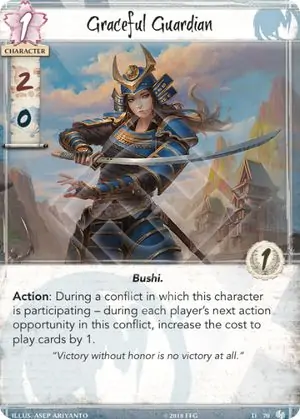 Graceful Guardian
1
CHARACTER
2
0
Bushi.
1
Action: During a conflict in which this character
is participating – during each player's next action
opportunity in this conflict, increase the cost to
play cards by 1.
"Victory without honor is no victory at all."
ILLUS: ASEP ARIYANTO
©2018 FFG
70